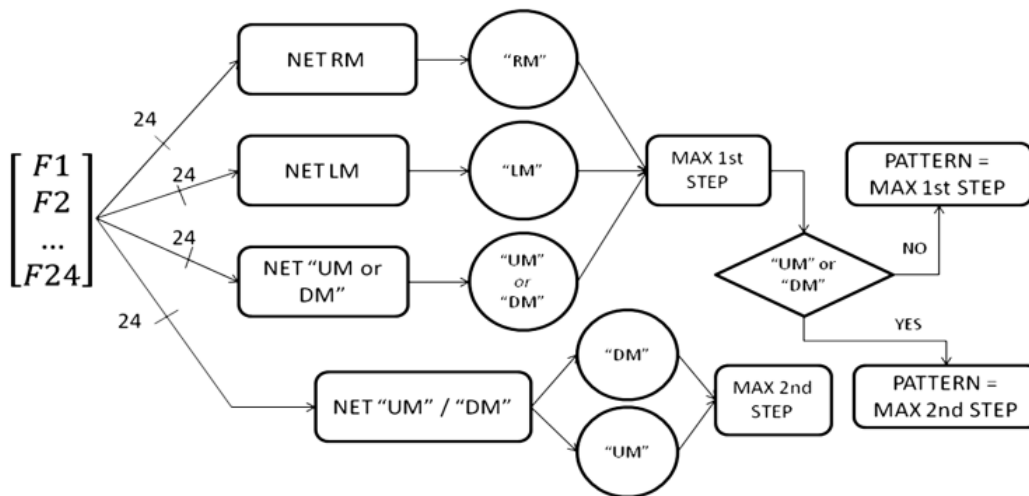 F1
F2
...
F24
24
24
24
24
NET RM
"RM"
NET LM
"LM"
NET "UM or
DM"
"UM"
or
"DM"
MAX 1st
STEP
"UM" or
"DM"
NO
PATTERN =
MAX 1st STEP
YES
PATTERN =
MAX 2nd STEP
NET "UM" / "DM"
"DM"
"UM"
MAX 2nd
STEP